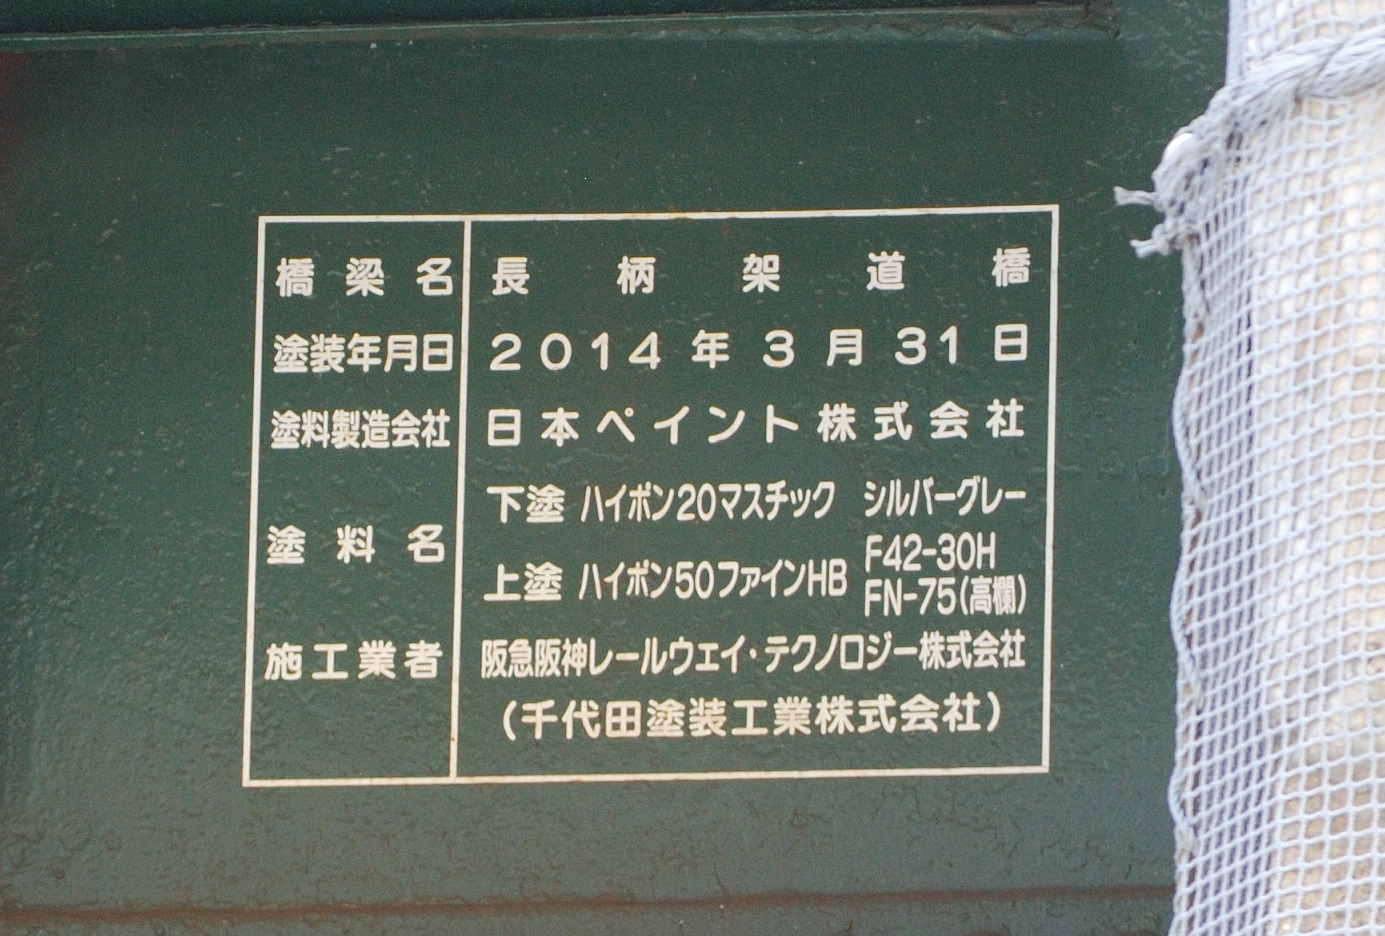 橋梁名 長柄架道橋
塗装年月日 2014年3月31日
塗料製造会社 日本ペイント株式会社
塗料名 下塗 ハイポン20マスチック シルバーグレー
上塗 ハイポン50ファインHB F42-30H
FN-75(高欄)
施工業者 阪急阪神レールウェイ・テクノロジー株式会社
(千代田塗装工業株式会社)